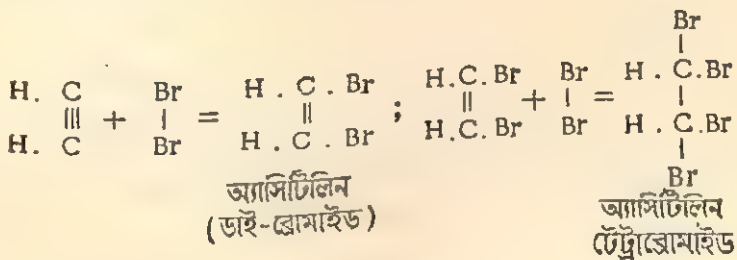 Br
|
H. C Br H . C . Br H.C. Br Br H . C.Br
||| + | = || ; || + | = |
H. C Br H . C . Br H.C. Br Br H . C.Br
|
Br
অ্যাসিটিলিন
(ডাই-ব্রোমাইড)
অ্যাসিটিলিন
টেট্রাব্রোমাইড